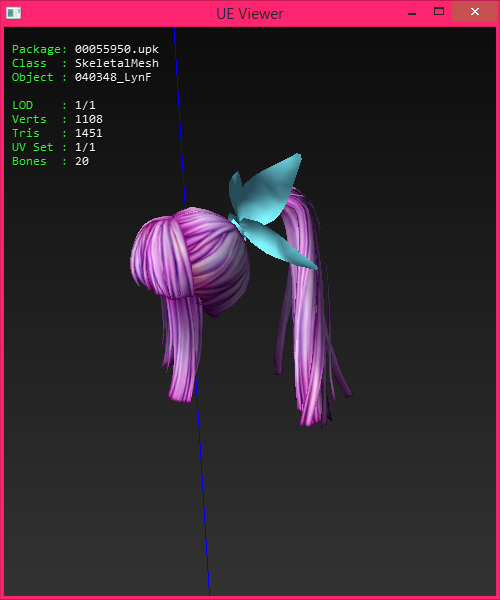 UE Viewer
Package: 00055950.upk
Class  : SkeletalMesh
Object : 040348_LynF
LOD    : 1/1
Verts  : 1108
Tris   : 1451
UV Set : 1/1
Bones  : 20